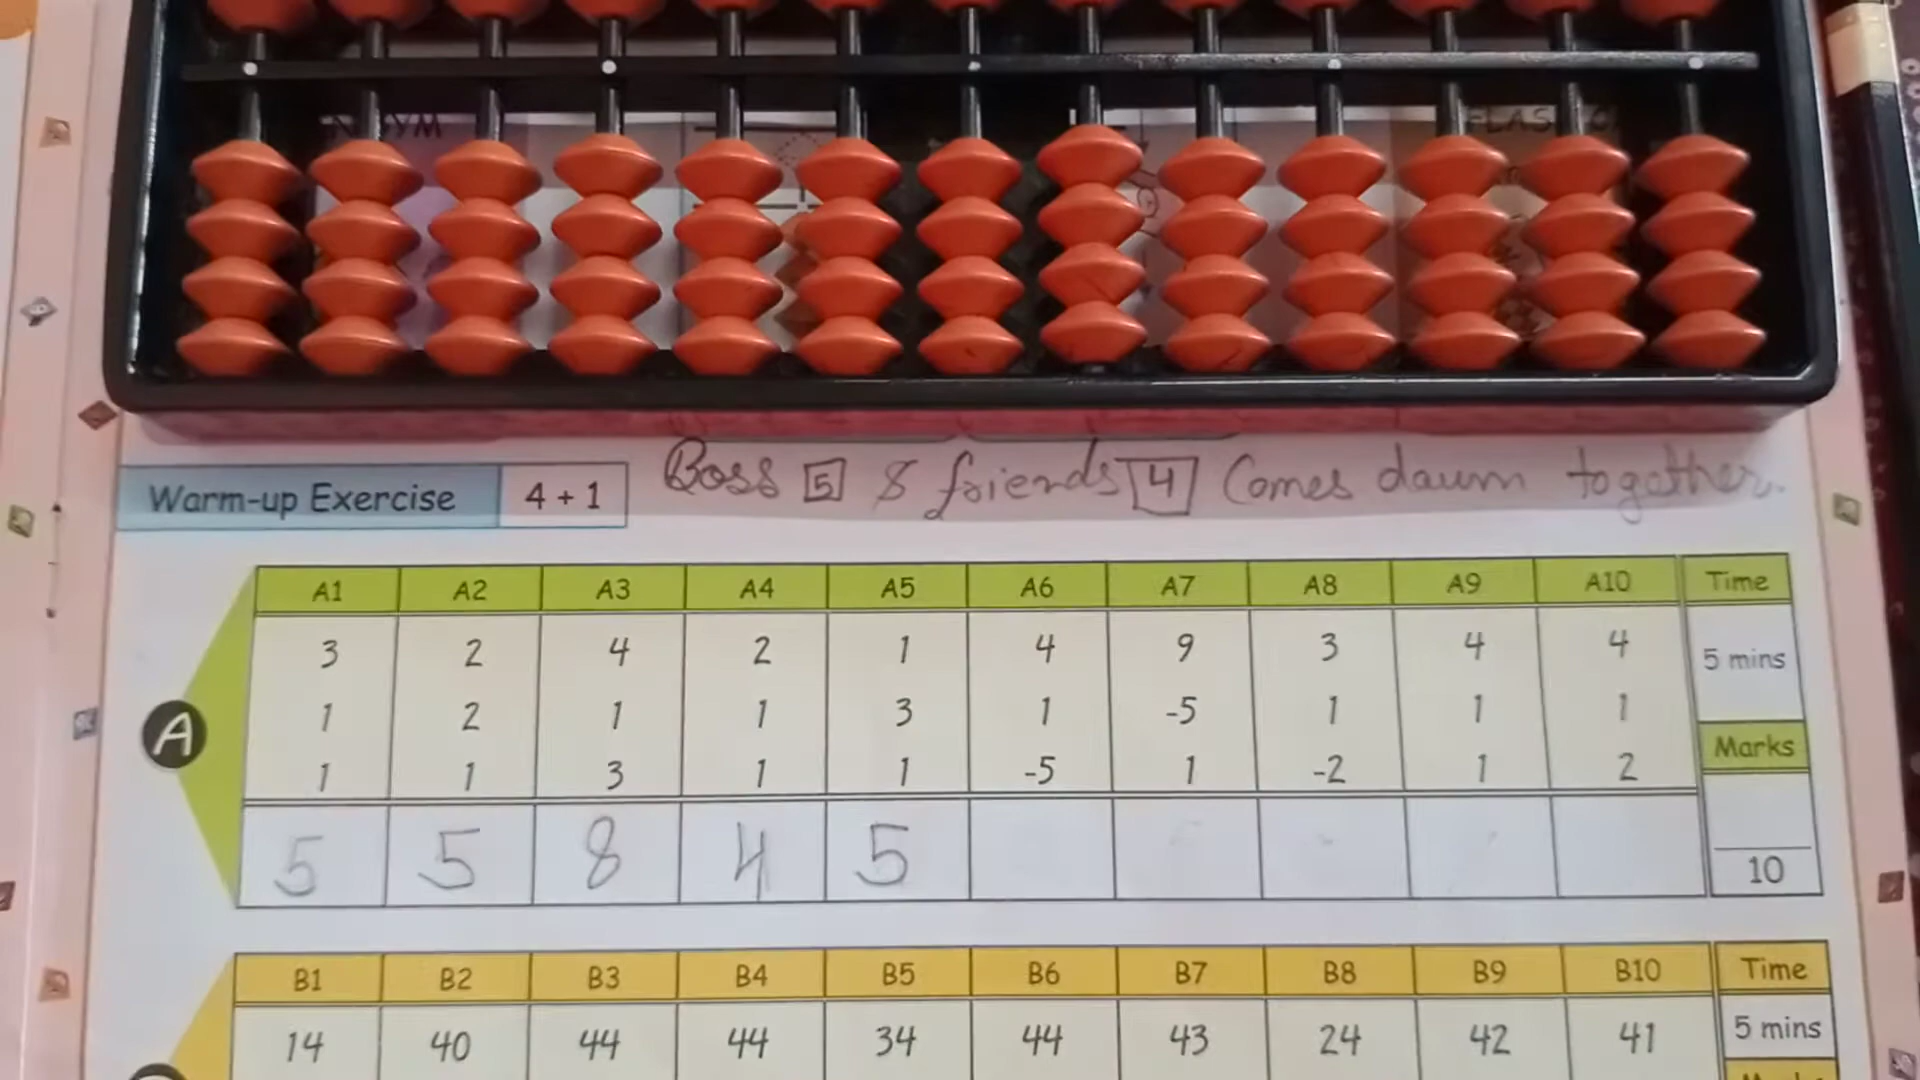 Boss 5 & friends 4 Comes dawn together.
Warm-up Exercise 4 + 1
A1 A2 A3 A4 A5 A6 A7 A8 A9 A10 Time
3 2 4 2 1 4 9 3 4 4 5 mins
A
1 2 1 1 3 1 -5 1 1 1
Marks
1 1 3 1 1 -5 1 -2 1 2
5 5 8 4 5
10
B1 B2 B3 B4 B5 B6 B7 B8 B9 B10 Time
14 40 44 44 34 44 43 24 42 41 5 mins